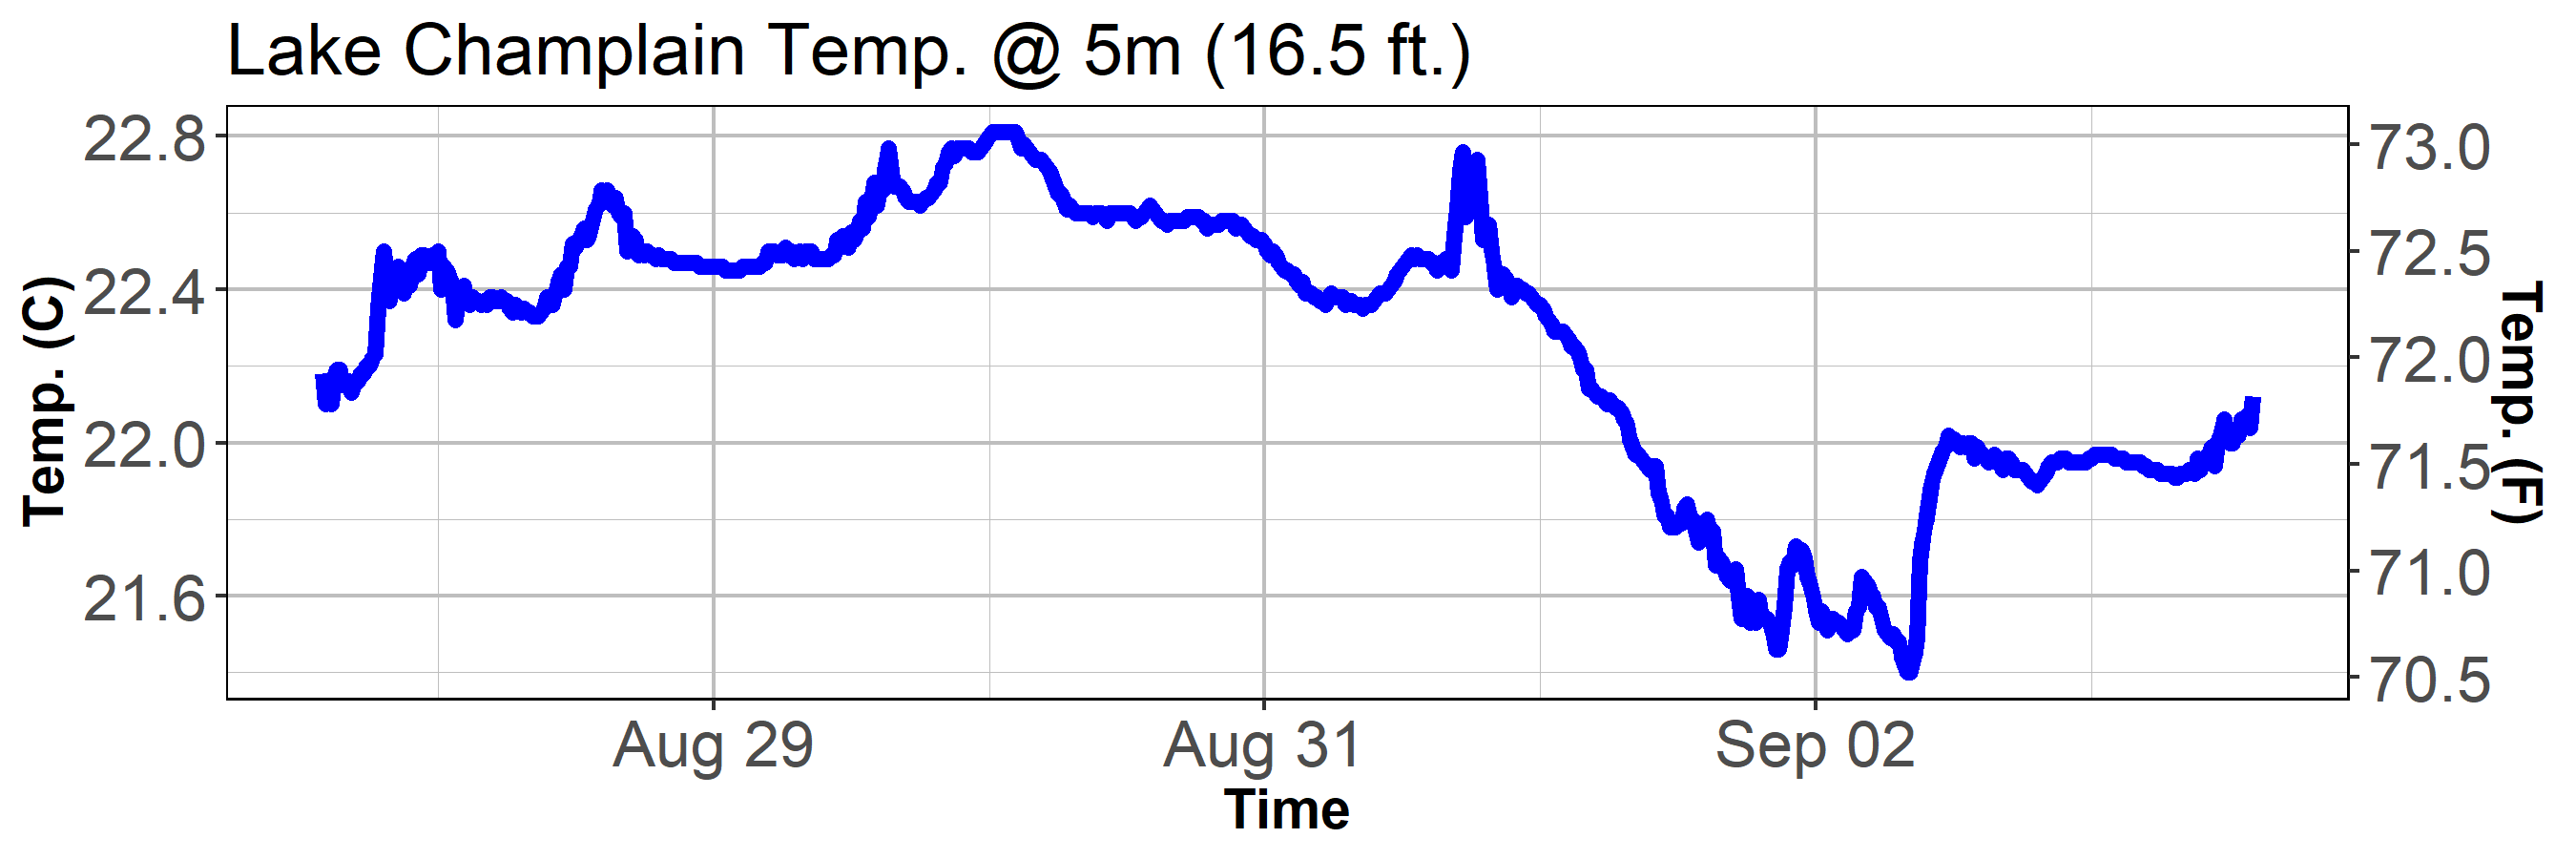 Lake Champlain Temp. @ 5m (16.5 ft.)
Temp. (C)
22.8
22.4
22.0
21.6
73.0
72.5
72.0
71.5
71.0
70.5
Temp. (F)
Aug 29
Aug 31
Sep 02
Time